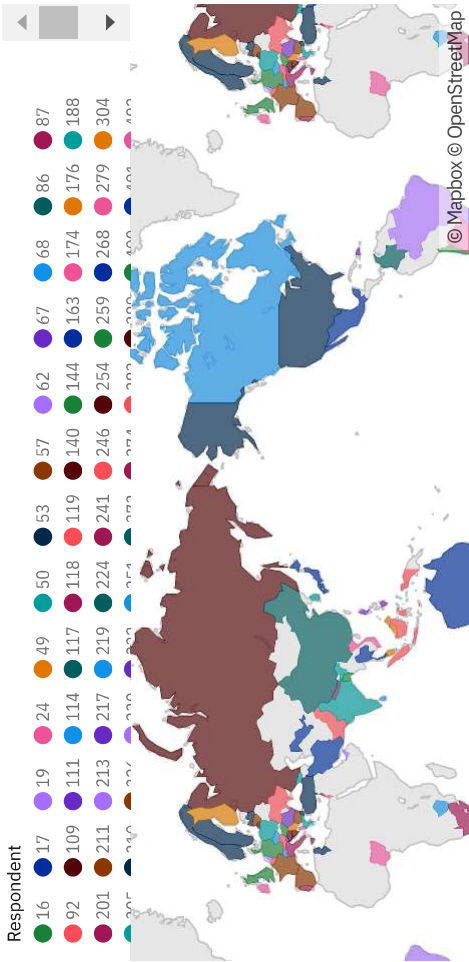 Respondent
16 17 19 24 49 50 53 57 62 67 68 86 87
92 109 111 114 117 118 119 140 144 163 174 176 188
201 211 213 217 219 224 241 246 254 259 268 279 304
© Mapbox © OpenStreetMap